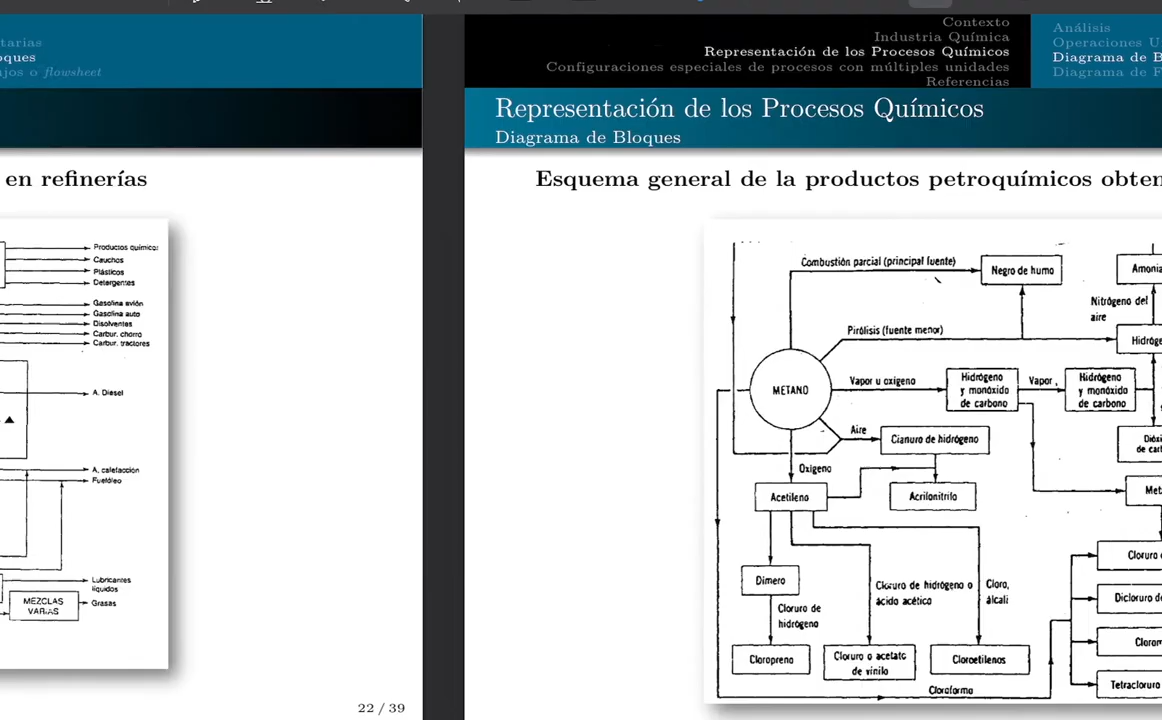 tarias
oques
ajos o flowsheet
en refinerías
Productos químicos
Cauchos
Plásticos
Detergentes
Gasolina avión
Gasolina auto
Disolventes
Carbur. chorro
Carbur. tractores
A. Diesel
A. calefacción
Fuelóleo
Lubricantes
líquidos
MEZCLAS
VARIAS
Grasas
22 / 39
Contexto
Industria Química
Representación de los Procesos Químicos
Configuraciones especiales de procesos con múltiples unidades
Referencias
Análisis
Operaciones U
Diagrama de B
Diagrama de F
Representación de los Procesos Químicos
Diagrama de Bloques
Esquema general de la productos petroquímicos obten
Combustión parcial (principal fuente)
Negro de humo
Amonia
Nitrógeno del
aire
Pirólisis (fuente menor)
Hidróge
METANO
Vapor u oxígeno
Hidrógeno
y monóxido
de carbono
Vapor
Hidrógeno
y monóxido
de carbono
Aire
Cianuro de hidrógeno
Dióxi
de carb
Oxígeno
Acetileno
Acrilonitrilo
Met
Dímero
Cloruro de hidrógeno o
ácido acético
Cloro,
álcali
Cloruro
Dicloruro d
Cloruro de
hidrógeno
Clorom
Cloropreno
Cloruro o acetato
de vinilo
Cloroetilenos
Tetracloruro
Cloroformo